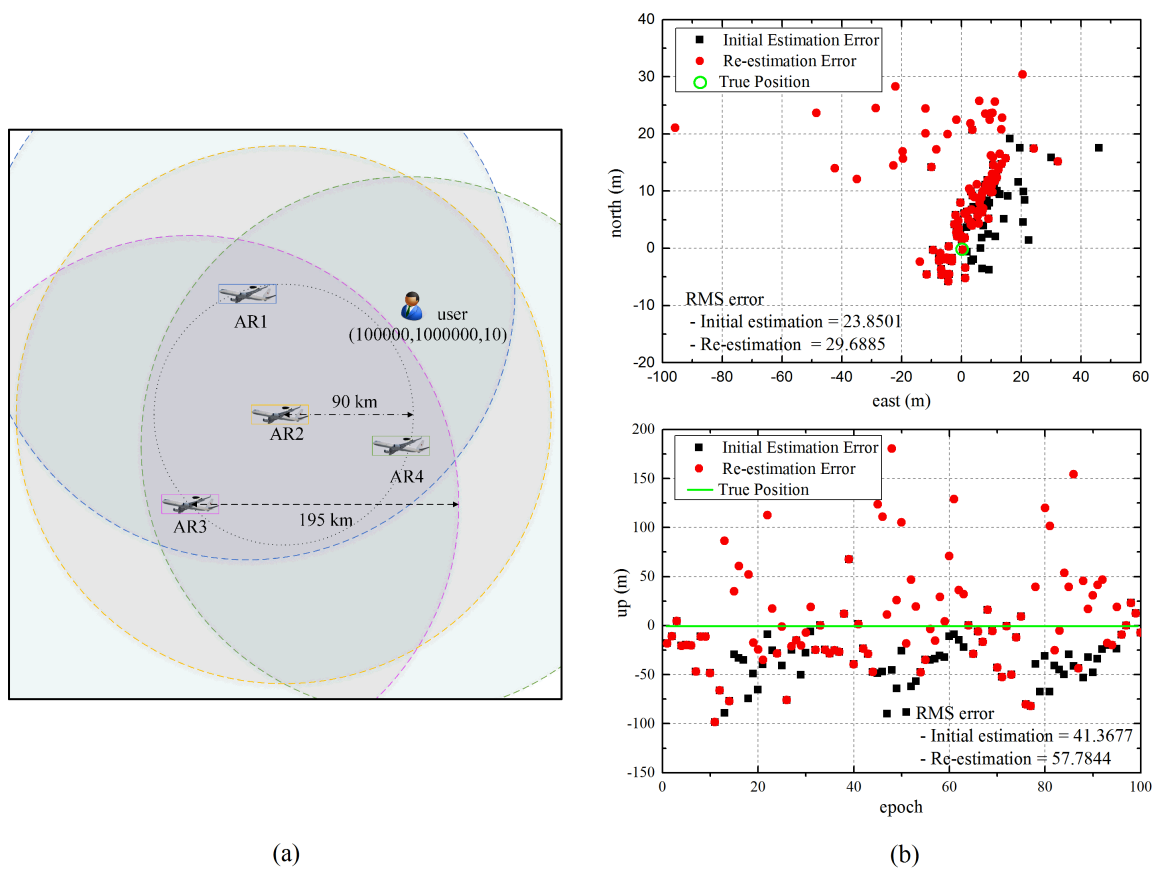 AR1
user
(100000,1000000,10)
90 km
AR2
AR4
AR3
195 km
(a)
40
30
20
10
0
-10
-20
north (m)
Initial Estimation Error
Re-estimation Error
True Position
RMS error
- Initial estimation = 23.8501
- Re-estimation = 29.6885
-100 -80 -60 -40 -20 0 20 40 60
east (m)
200
150
100
50
0
-50
-100
-150
up (m)
Initial Estimation Error
Re-estimation Error
True Position
RMS error
- Initial estimation = 41.3677
- Re-estimation = 57.7844
0 20 40 60 80 100
epoch
(b)